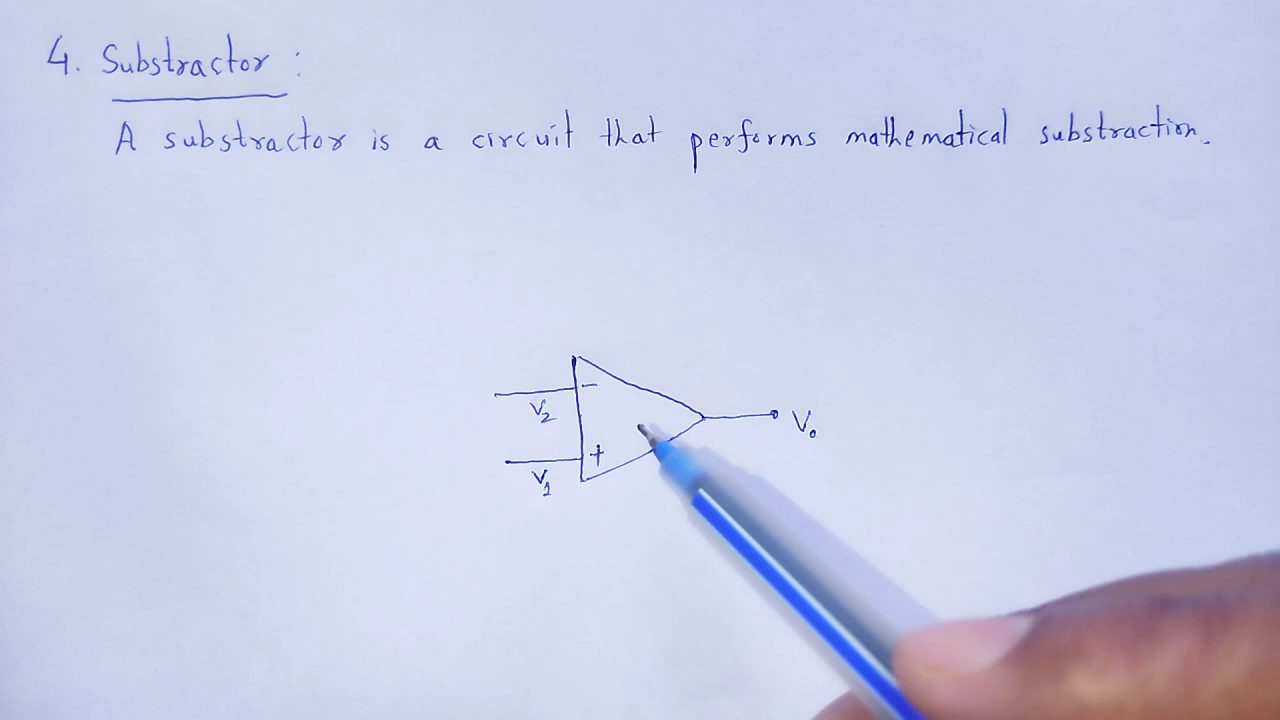 4. Substractor :
A substractor is a circuit that performs mathematical substraction.
−
V2
Vo
+
V1